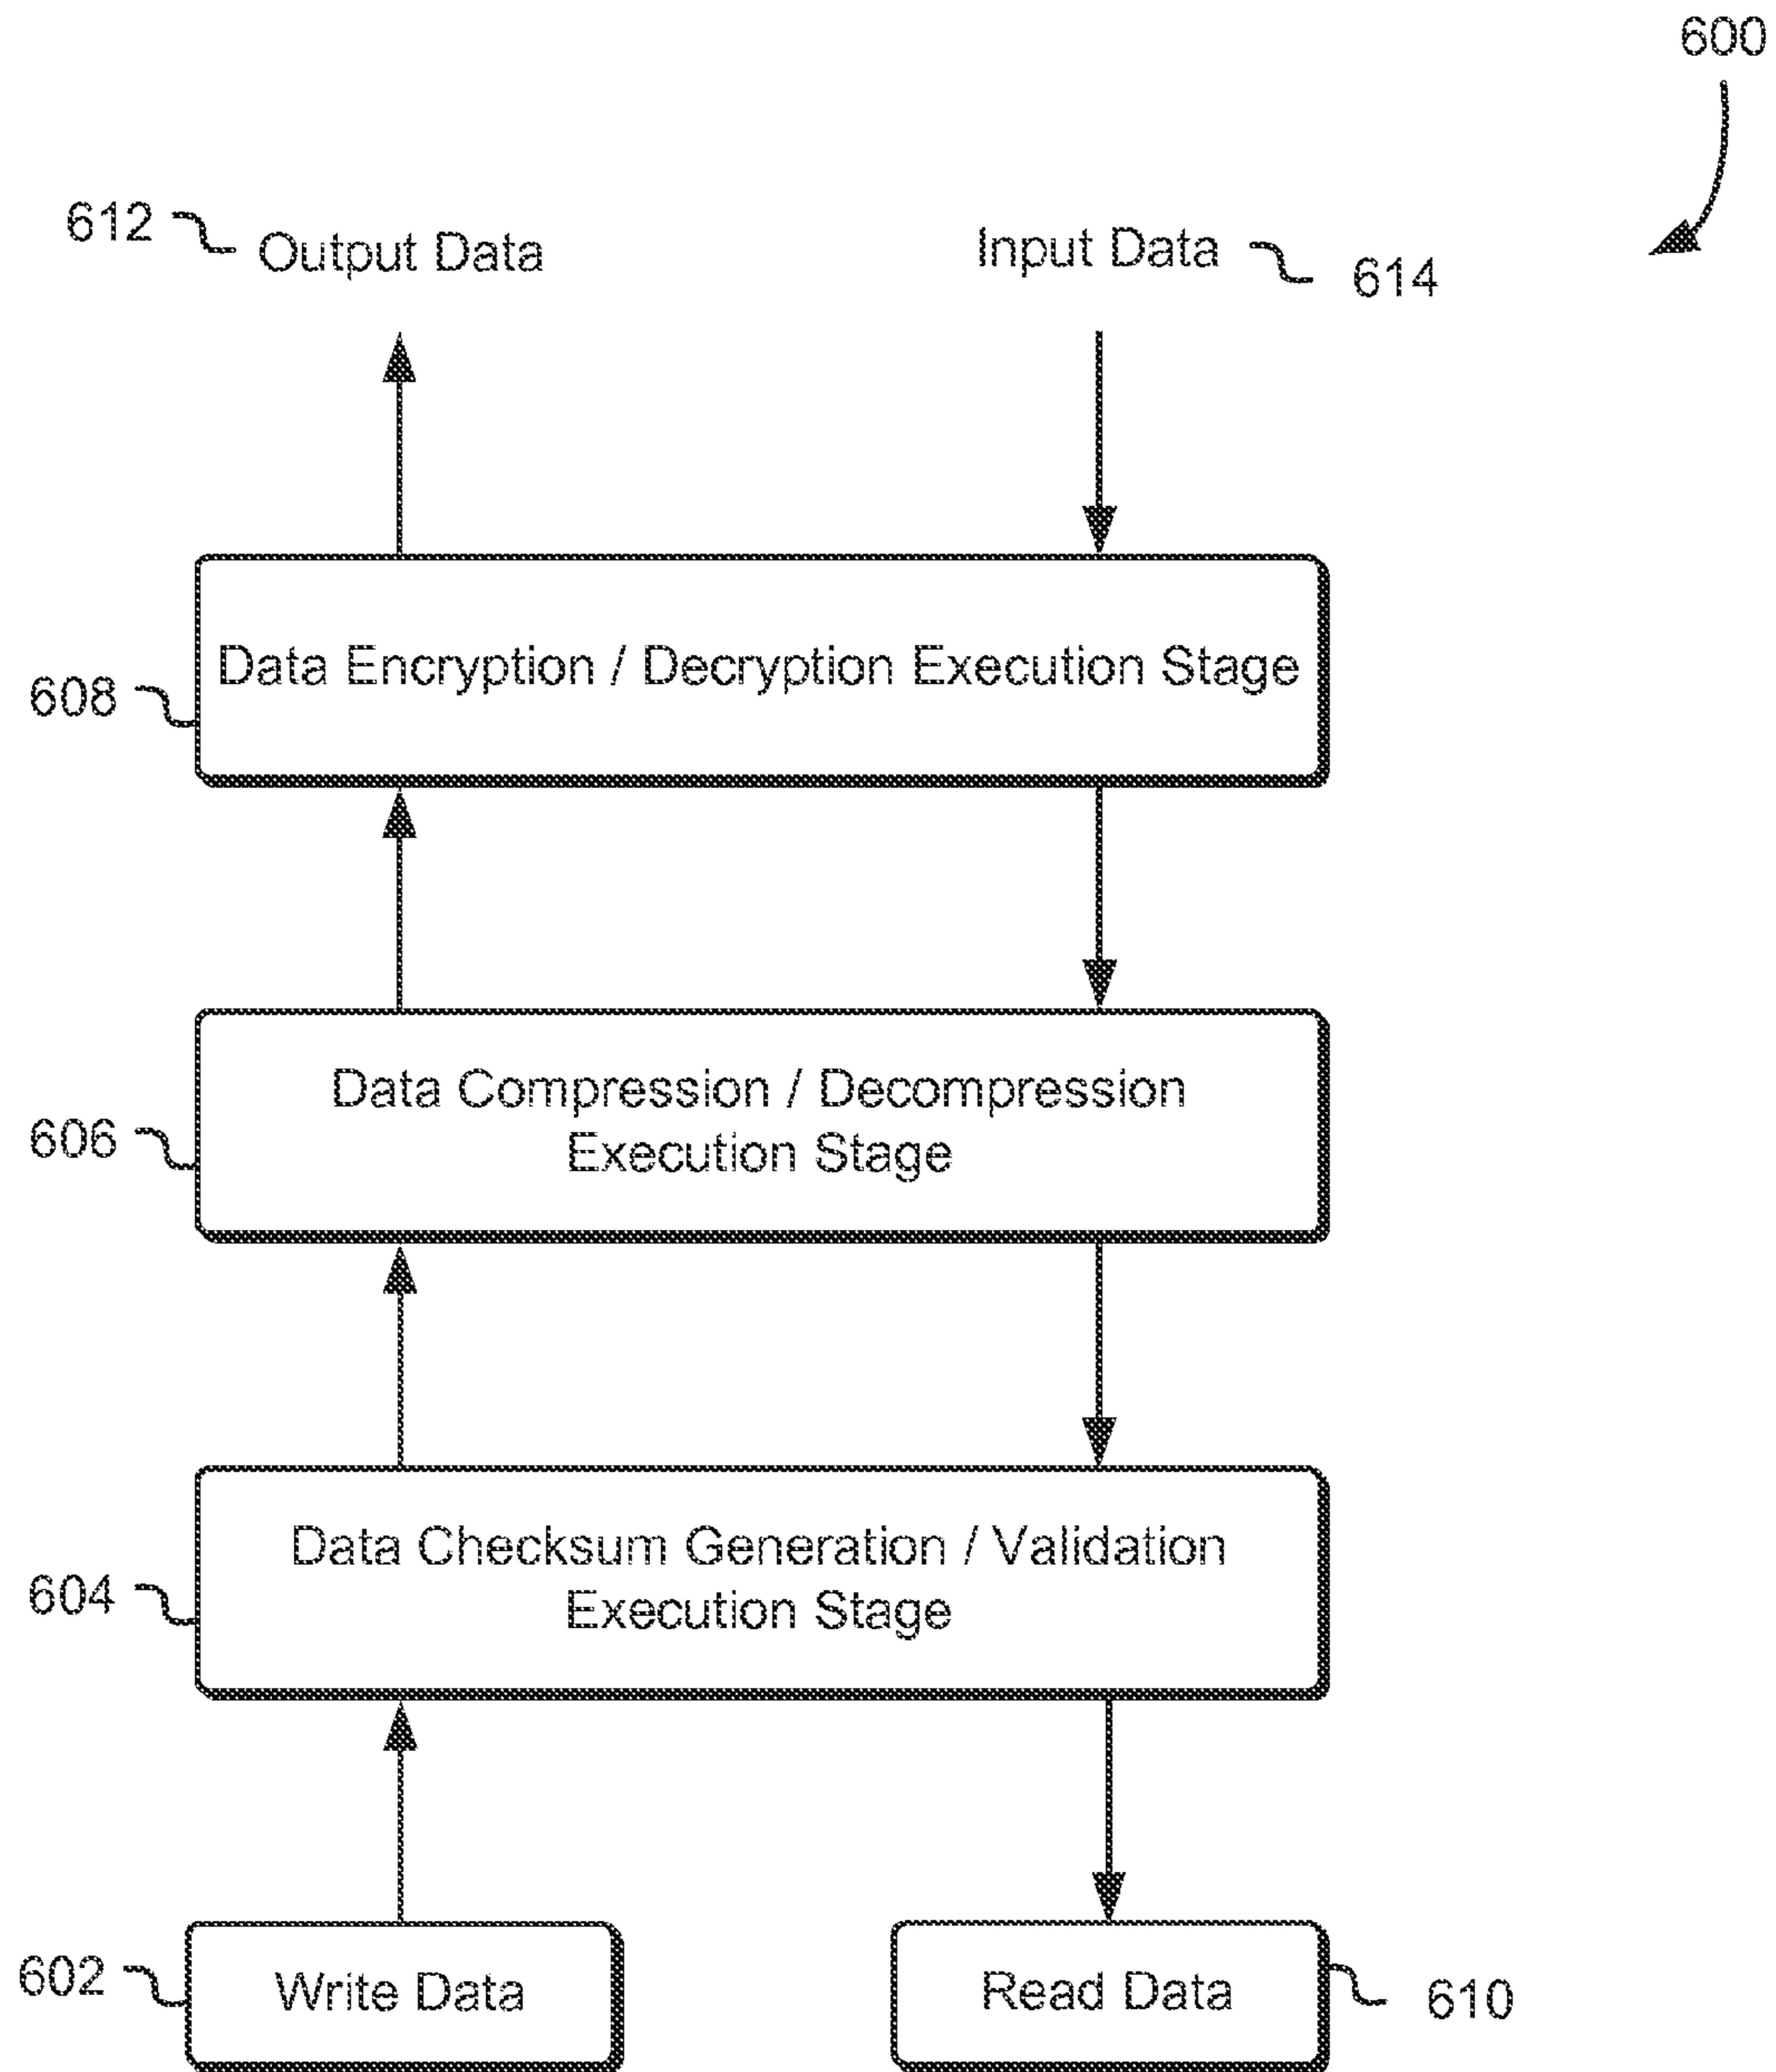 600
612
Output Data
Input Data
614
Data Encryption / Decryption Execution Stage
608
Data Compression / Decompression
Execution Stage
606
Data Checksum Generation / Validation
Execution Stage
604
602
Write Data
Read Data
610